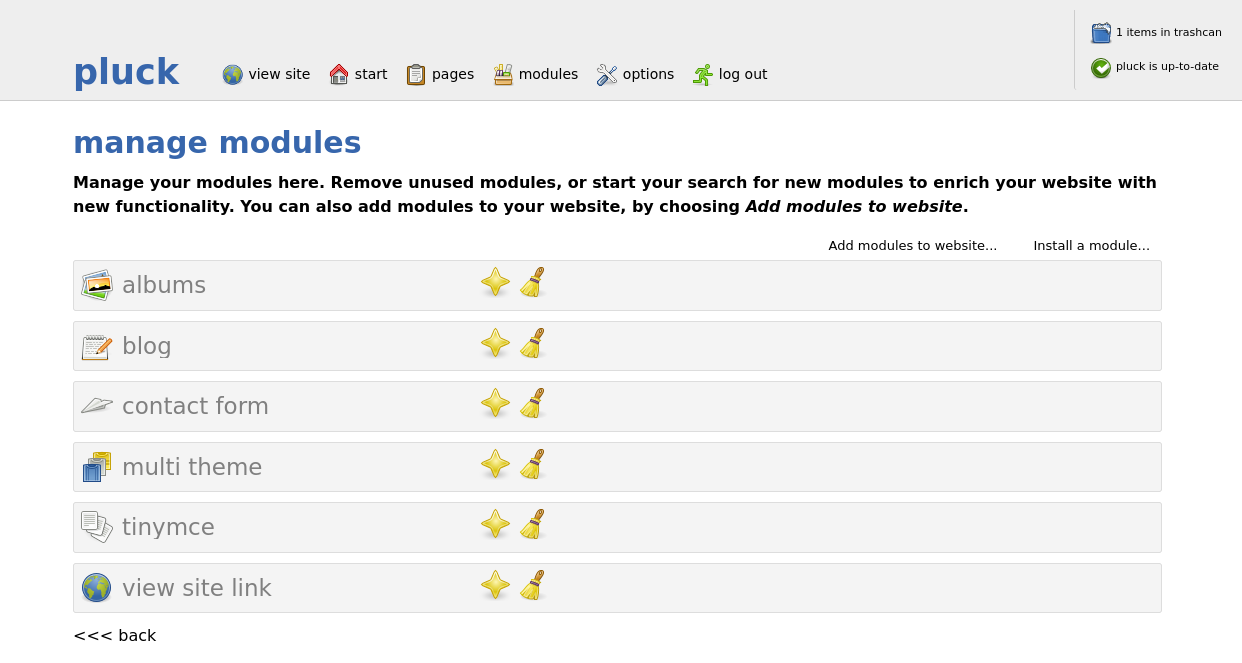 pluck
view site
start
pages
modules
options
log out
1 items in trashcan
pluck is up-to-date
manage modules
Manage your modules here. Remove unused modules, or start your search for new modules to enrich your website with
new functionality. You can also add modules to your website, by choosing Add modules to website.
Add modules to website...
Install a module...
albums
blog
contact form
multi theme
tinymce
view site link
<<< back